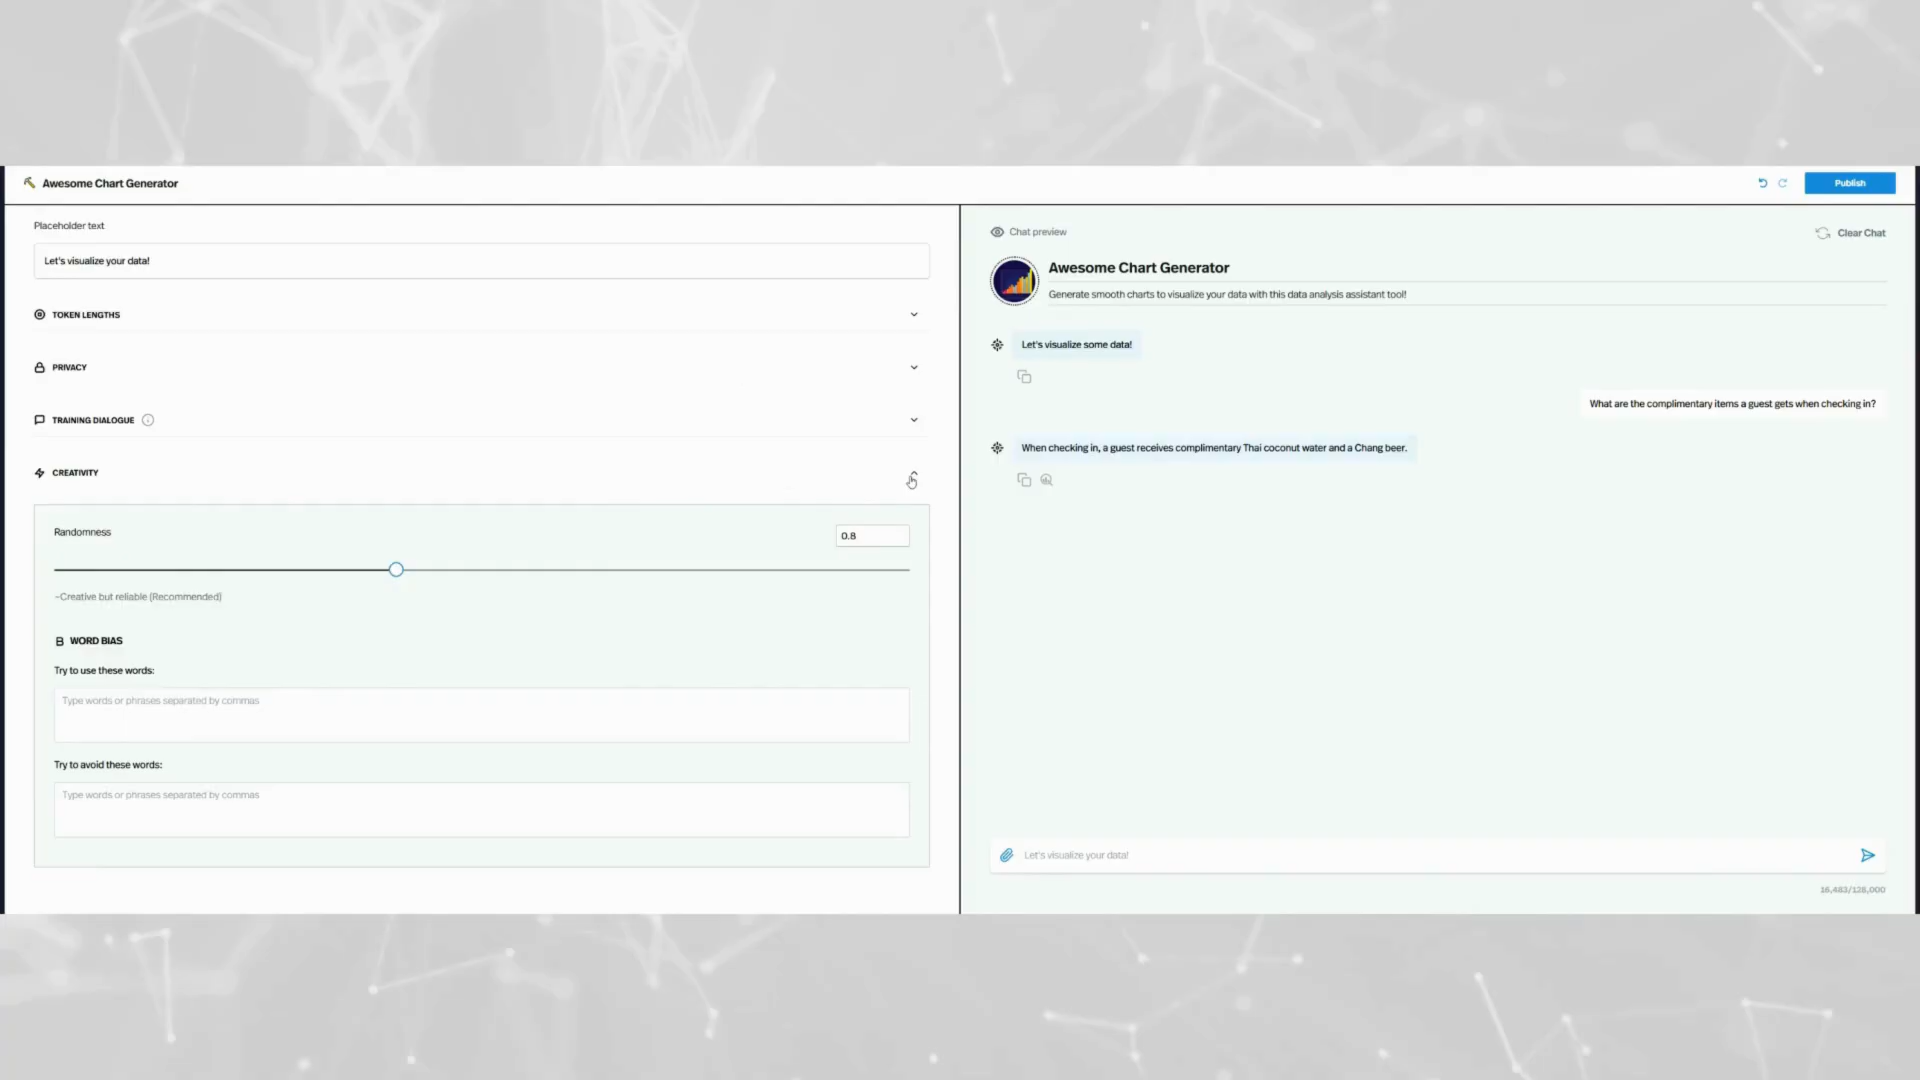 Awesome Chart Generator
Publish
Placeholder text
Let's visualize your data!
TOKEN LENGTHS
PRIVACY
TRAINING DIALOGUE
CREATIVITY
Randomness
0.8
~Creative but reliable (Recommended)
B WORD BIAS
Try to use these words:
Type words or phrases separated by commas
Try to avoid these words:
Type words or phrases separated by commas
Chat preview
Clear Chat
Awesome Chart Generator
Generate smooth charts to visualize your data with this data analysis assistant tool!
Let's visualize some data!
What are the complimentary items a guest gets when checking in?
When checking in, a guest receives complimentary Thai coconut water and a Chang beer.
Let's visualize your data!
16,483/128,000